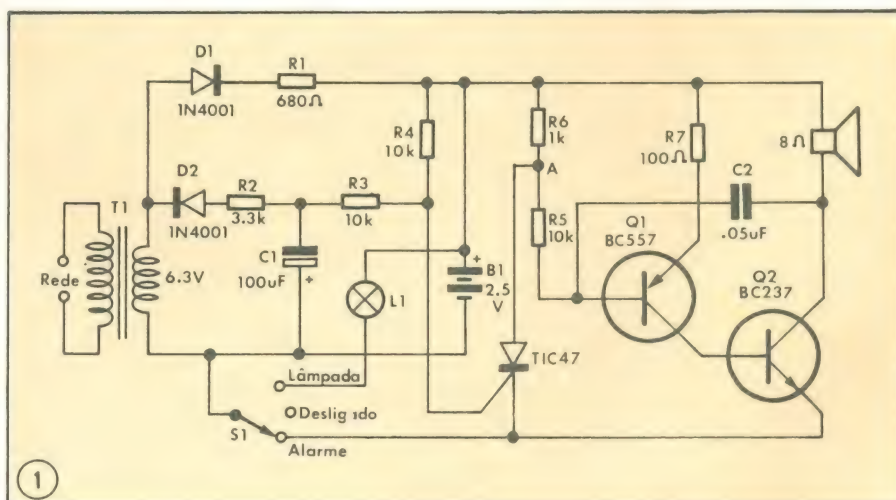 D1
1N4001
R1
680Ω
D2
1N4001
R2
3.3k
R3
10k
R4
10k
C1
100uF
+
T1
Rede
6.3V
L1
+
B1
2.5
V
Lâmpada
Desligado
S1
Alarme
R6
1k
A
R5
10k
R7
100Ω
8Ω
C2
.05uF
Q1
BC557
Q2
BC237
TIC47
1